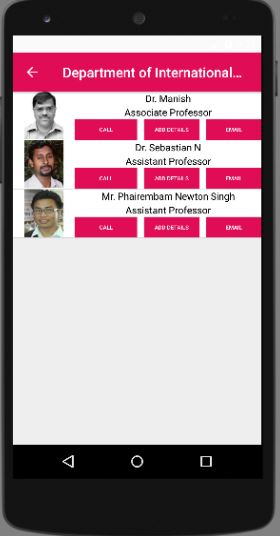 Department of International...
Dr. Manish
Associate Professor
CALL
ADD DETAILS
EMAIL
Dr. Sebastian N
Assistant Professor
CALL
ADD DETAILS
EMAIL
Mr. Phairembam Newton Singh
Assistant Professor
CALL
ADD DETAILS
EMAIL